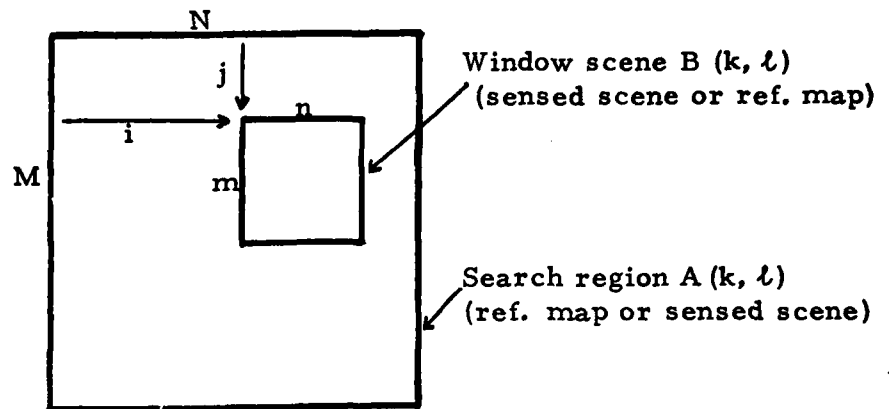 N
j
Window scene B (k, ℓ)
(sensed scene or ref. map)
n
i
M
m
Search region A (k, ℓ)
(ref. map or sensed scene)